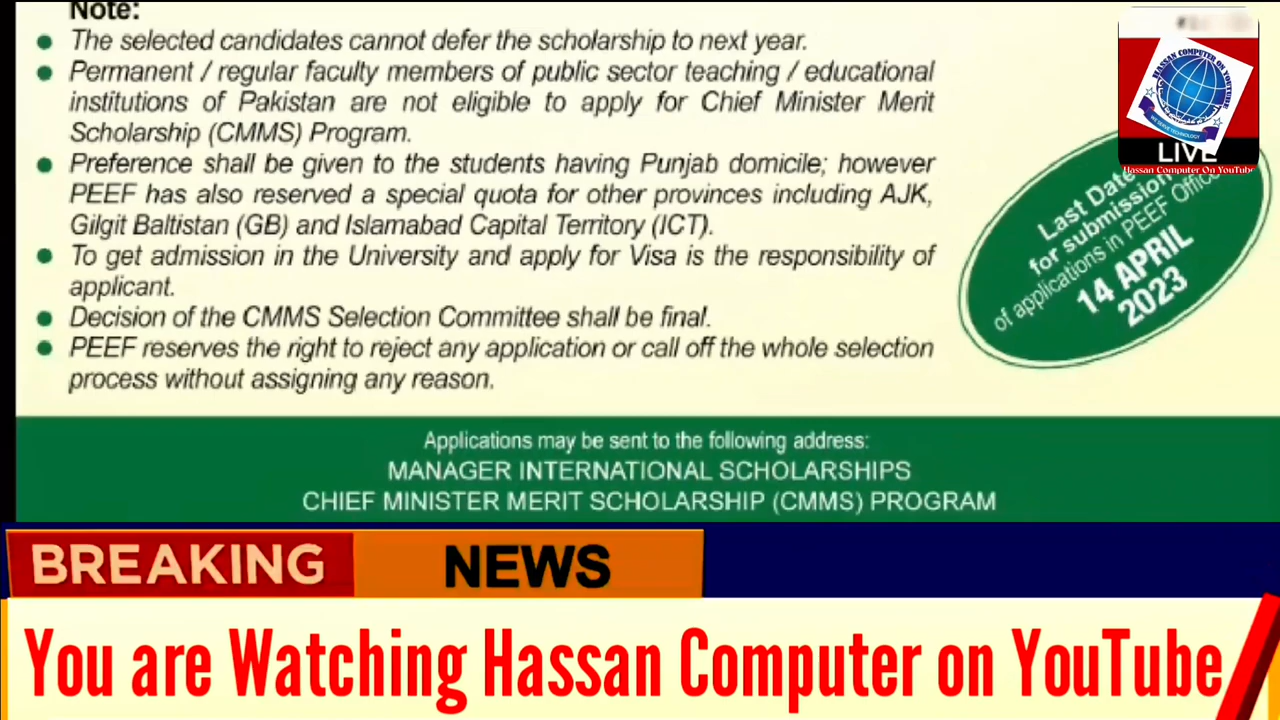 Note:
The selected candidates cannot defer the scholarship to next year.
Permanent / regular faculty members of public sector teaching / educational
institutions of Pakistan are not eligible to apply for Chief Minister Merit
Scholarship (CMMS) Program.
Preference shall be given to the students having Punjab domicile; however
PEEF has also reserved a special quota for other provinces including AJK,
Gilgit Baltistan (GB) and Islamabad Capital Territory (ICT).
To get admission in the University and apply for Visa is the responsibility of
applicant.
Decision of the CMMS Selection Committee shall be final.
PEEF reserves the right to reject any application or call off the whole selection
process without assigning any reason.
HASSAN COMPUTER ON YOUTUBE
WE SERVE TECHNOLOGY
LIVE
Hassan Computer On YouTube
Last Date
for submission
of applications in PEEF Office
14 APRIL
2023
Applications may be sent to the following address:
MANAGER INTERNATIONAL SCHOLARSHIPS
CHIEF MINISTER MERIT SCHOLARSHIP (CMMS) PROGRAM
BREAKING NEWS
You are Watching Hassan Computer on YouTube